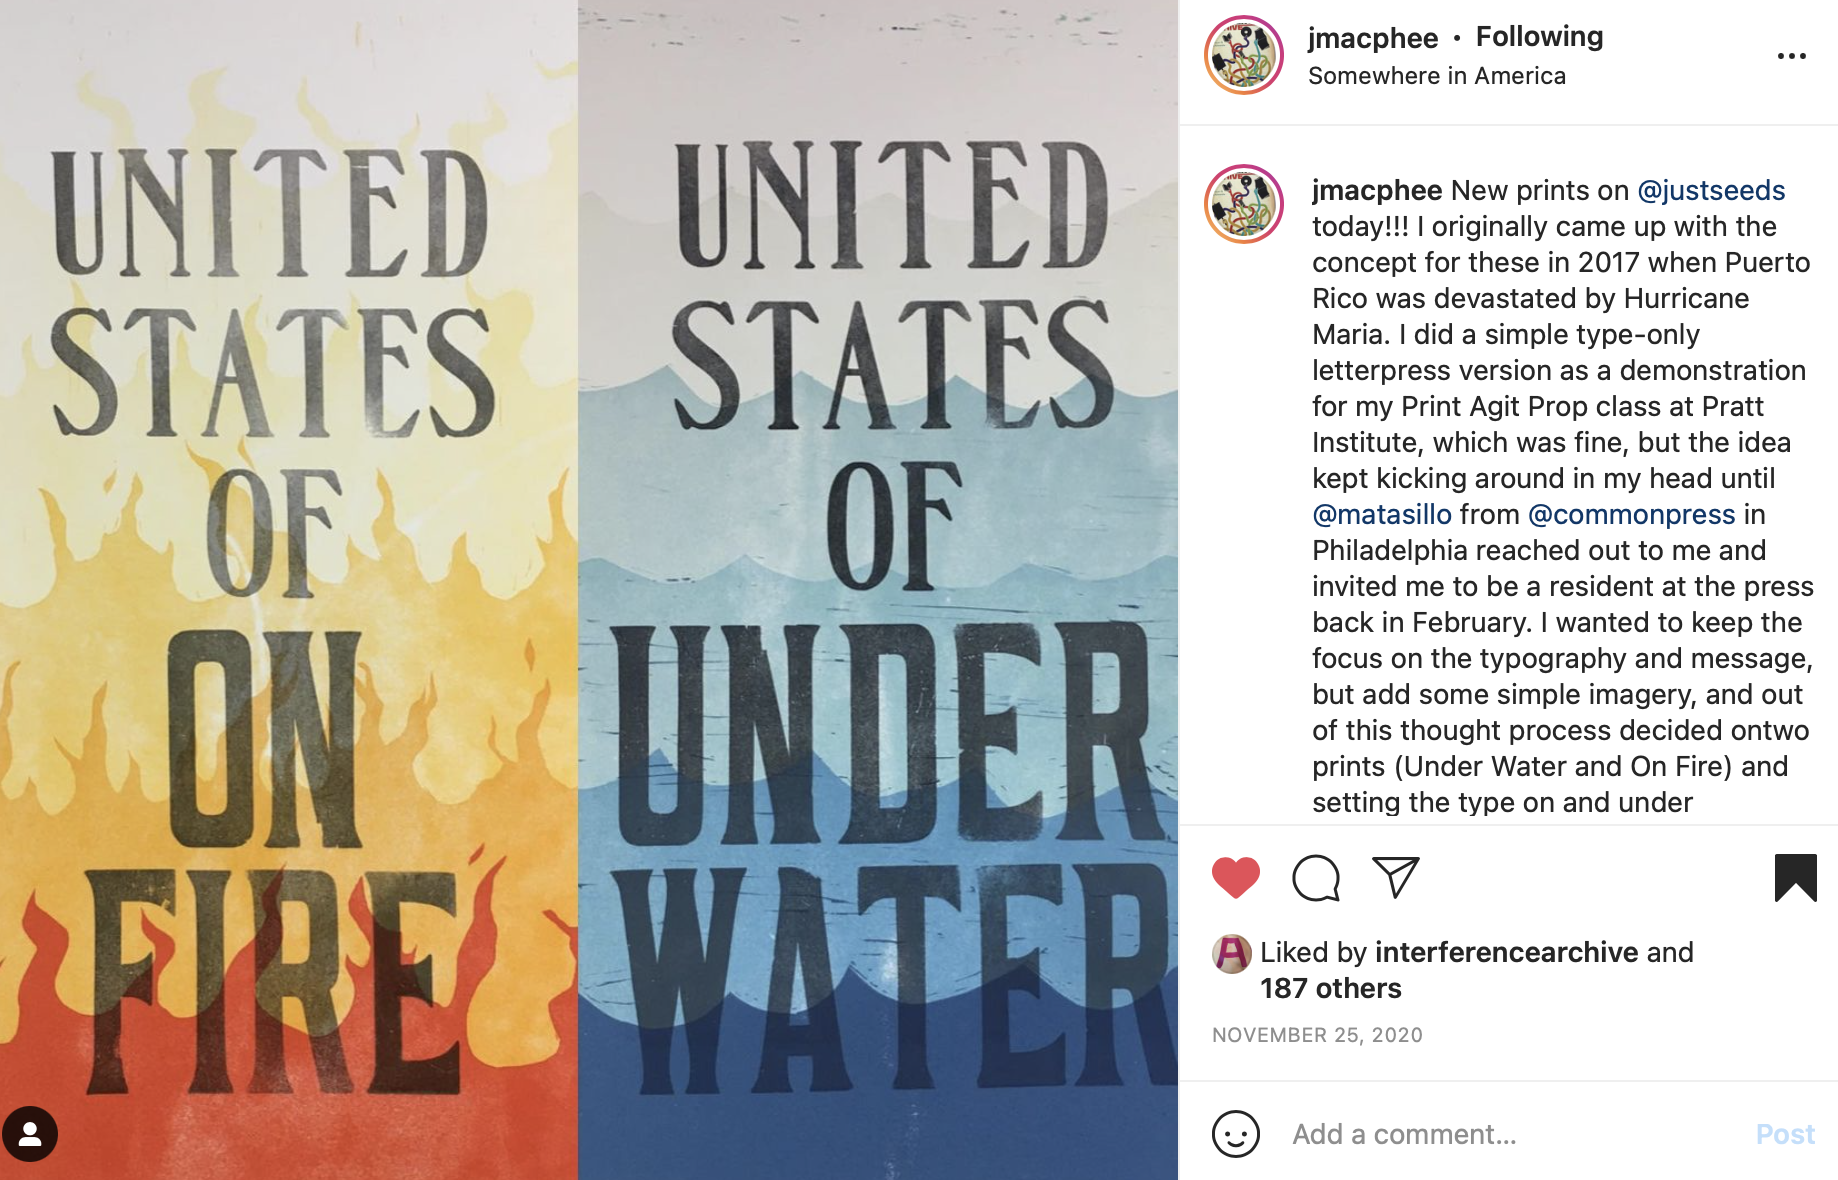 UNITED
STATES
OF
ON
FIRE
UNITED
STATES
OF
UNDER
WATER
jmacphee • Following
Somewhere in America
jmacphee New prints on @justseeds
today!!! I originally came up with the
concept for these in 2017 when Puerto
Rico was devastated by Hurricane
Maria. I did a simple type-only
letterpress version as a demonstration
for my Print Agit Prop class at Pratt
Institute, which was fine, but the idea
kept kicking around in my head until
@matasillo from @commonpress in
Philadelphia reached out to me and
invited me to be a resident at the press
back in February. I wanted to keep the
focus on the typography and message,
but add some simple imagery, and out
of this thought process decided ontwo
prints (Under Water and On Fire) and
setting the type on and under
Liked by interferencearchive and
187 others
NOVEMBER 25, 2020
Add a comment...
Post